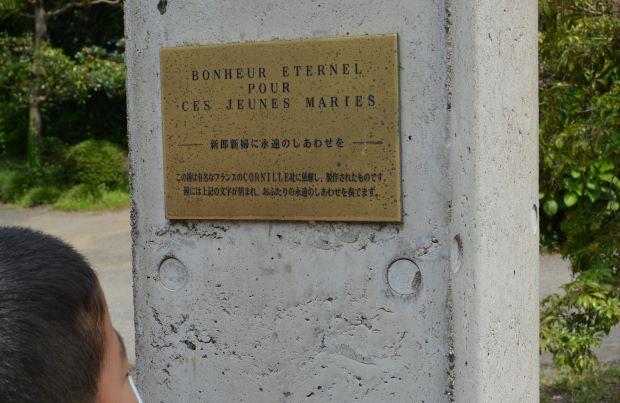 BONHEUR ETERNEL
POUR
CES JEUNES MARIES
新郎新婦に永遠のしあわせを
この鐘は有名なフランスのCORNILLE社に依頼し、製作されたものです。
鐘には上記の文字が刻まれ、おふたりの永遠のしあわせを奏でます。